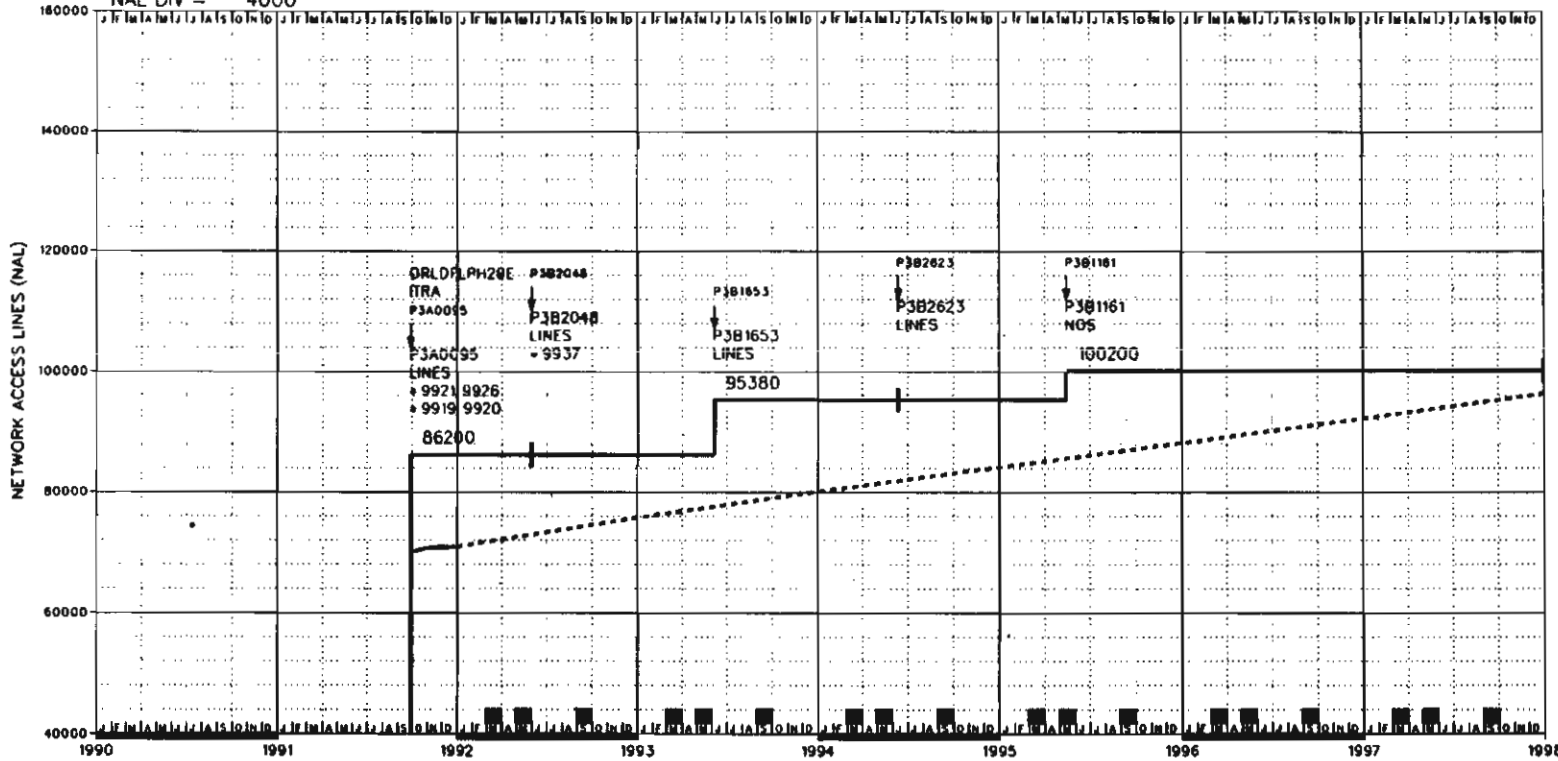 NAL DIV = 4000
160000
J F M A M J J A S O N D J F M A M J J A S O N D J F M A M J J A S O N D J F M A M J J A S O N D J F M A M J J A S O N D J F M A M J J A S O N D J F M A M J J A S O N D J F M A M J J A S O N D
160000
140000
120000
100000
80000
60000
40000
NETWORK ACCESS LINES (NAL)
ORLDFLPH29E
ITRA
P3A0095
P3A0095
LINES
* 9921 9926
* 9919 9920
86200
P3B2048
P3B2048
LINES
* 9937
P3B1653
P3B1653
LINES
95380
P3B2623
P3B2623
LINES
P3B1161
P3B1161
NOS
100200
J F M A M J J A S O N D J F M A M J J A S O N D J F M A M J J A S O N D J F M A M J J A S O N D J F M A M J J A S O N D J F M A M J J A S O N D J F M A M J J A S O N D J F M A M J J A S O N D
1990 1991 1992 1993 1994 1995 1996 1997 1998